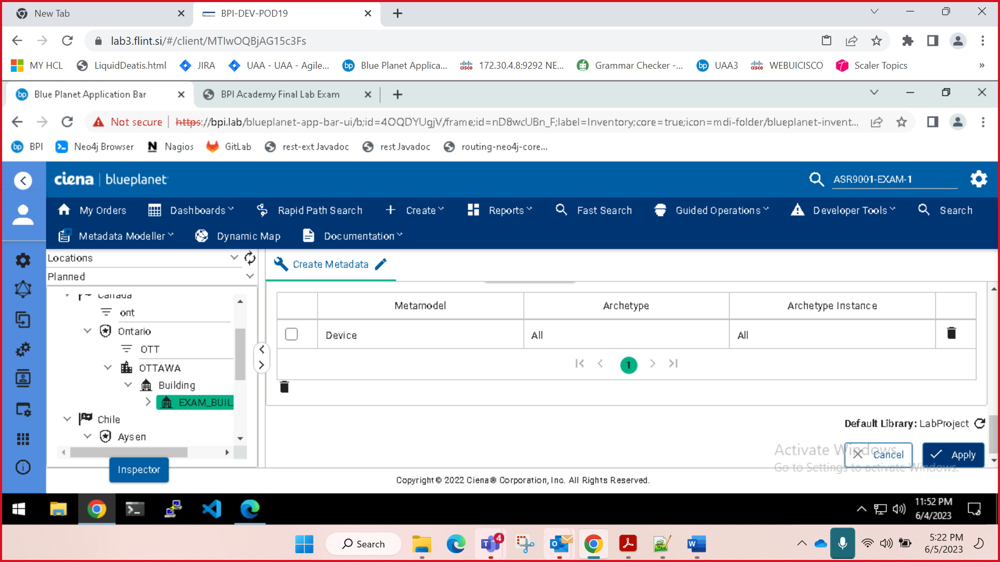 New Tab
BPI-DEV-POD19
lab3.flint.si/#/client/MTIwOQBjAG15c3Fs
MY HCL
LiquidDeatis.html
JIRA
UAA - UAA - Agile...
Blue Planet Applica...
172.30.4.8:9292 NE...
Grammar Checker -...
UAA3
WEBUICISCO
Scaler Topics
»
Blue Planet Application Bar
BPI Academy Final Lab Exam
Not secure
https://bpi.lab/blueplanet-app-bar-ui/b;id=4OQDYUgjV/frame;id=nD8wcUBn_F;label=Inventory;core=true;icon=mdi-folder/blueplanet-invent...
BPI
Neo4j Browser
Nagios
GitLab
rest-ext Javadoc
rest Javadoc
routing-neo4j-core...
ciena
blueplanet
ASR9001-EXAM-1
My Orders
Dashboards
Rapid Path Search
Create
Reports
Fast Search
Guided Operations
Developer Tools
Search
Metadata Modeller
Dynamic Map
Documentation
Locations
Planned
Canada
ont
Ontario
OTT
OTTAWA
Building
EXAM_BUIL
Chile
Aysen
Inspector
Create Metadata
Metamodel
Archetype
Archetype Instance
Device
All
All
1
Default Library: LabProject
Cancel
Apply
Activate Windows
Go to Settings to activate Windows.
Copyright © 2022 Ciena® Corporation, Inc. All Rights Reserved.
11:52 PM
6/4/2023
Search
4
5:22 PM
6/5/2023